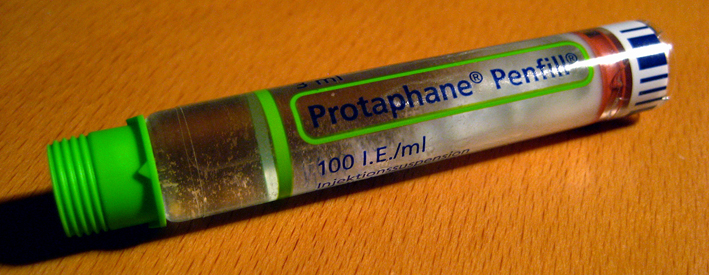 3 ml
Protaphane® Penfill®
100 I.E./ml
Injektionssuspension